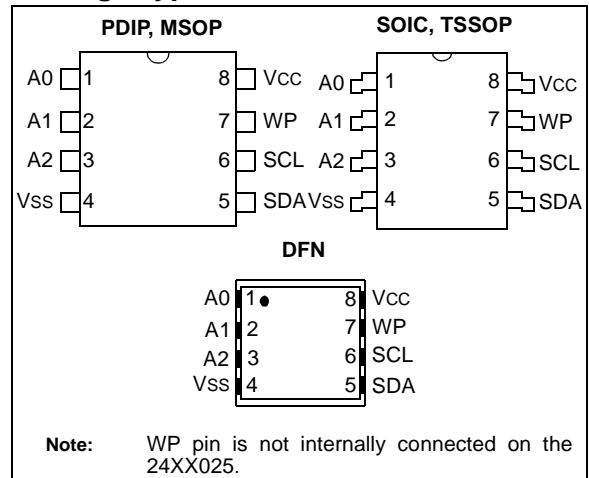 PDIP, MSOP
A0 1 8 VCC
A1 2 7 WP
A2 3 6 SCL
VSS 4 5 SDA
SOIC, TSSOP
A0 1 8 VCC
A1 2 7 WP
A2 3 6 SCL
VSS 4 5 SDA
DFN
A0 1 8 VCC
A1 2 7 WP
A2 3 6 SCL
VSS 4 5 SDA
Note: WP pin is not internally connected on the
24XX025.